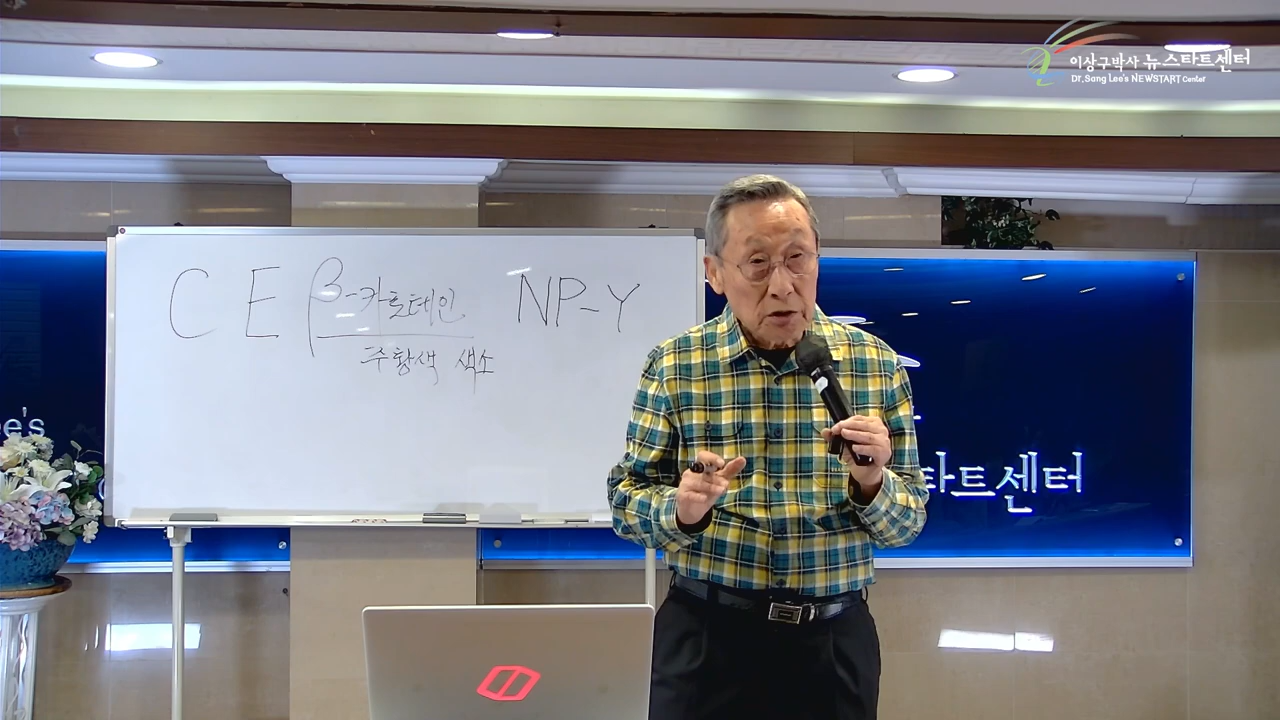 이상구박사 뉴스타트센터
Dr. Sang Lee's NEWSTART Center
C E β-카로테인 NP-Y
주황색 색소
ee's
타트센터